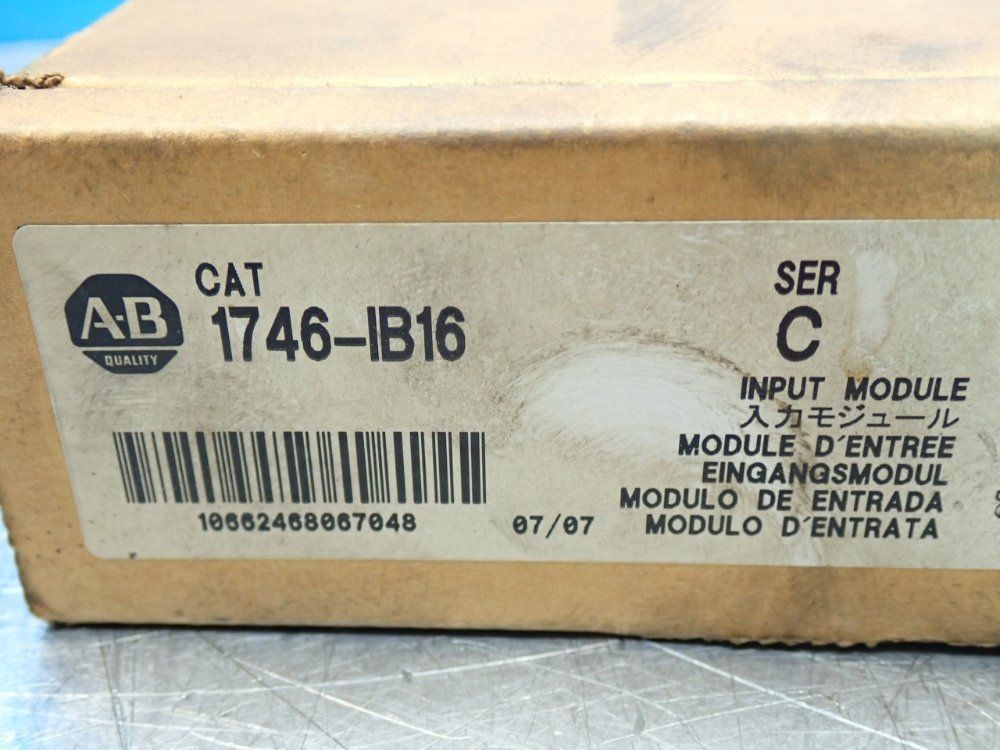 A·B
QUALITY
CAT
1746-IB16
SER
C
INPUT MODULE
入力モジュール
MODULE D'ENTREE
EINGANGSMODUL
MODULO DE ENTRADA
MODULO D'ENTRATA
10662468067048
07/07